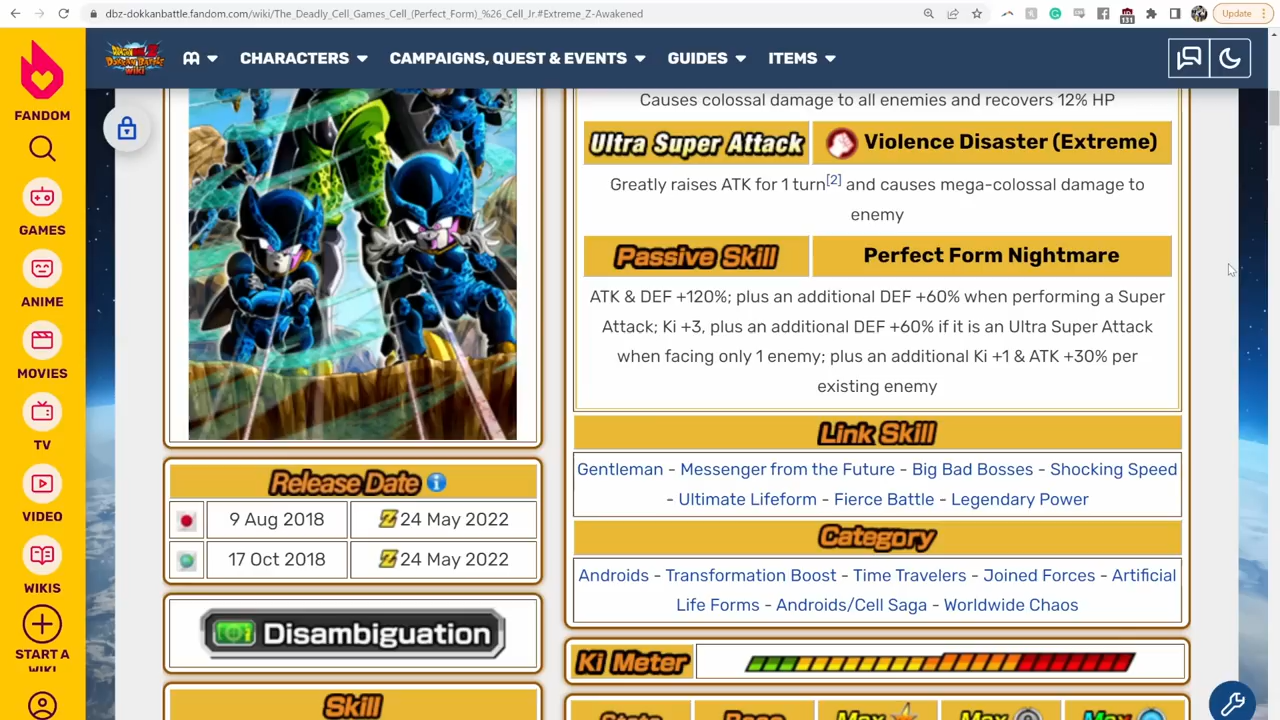 dbz-dokkanbattle.fandom.com/wiki/The_Deadly_Cell_Games_Cell_(Perfect_Form)_%26_Cell_Jr.#Extreme_Z-Awakened
131
Update
CHARACTERS
CAMPAIGNS, QUEST & EVENTS
GUIDES
ITEMS
FANDOM
GAMES
ANIME
MOVIES
TV
VIDEO
WIKIS
START A
WIKI
Causes colossal damage to all enemies and recovers 12% HP
Ultra Super Attack
Violence Disaster (Extreme)
Greatly raises ATK for 1 turn[2] and causes mega-colossal damage to
enemy
Passive Skill
Perfect Form Nightmare
ATK & DEF +120%; plus an additional DEF +60% when performing a Super
Attack; Ki +3, plus an additional DEF +60% if it is an Ultra Super Attack
when facing only 1 enemy; plus an additional Ki +1 & ATK +30% per
existing enemy
Link Skill
Gentleman - Messenger from the Future - Big Bad Bosses - Shocking Speed
- Ultimate Lifeform - Fierce Battle - Legendary Power
Category
Androids - Transformation Boost - Time Travelers - Joined Forces - Artificial
Life Forms - Androids/Cell Saga - Worldwide Chaos
Ki Meter
Release Date
9 Aug 2018
Z 24 May 2022
17 Oct 2018
Z 24 May 2022
Disambiguation
Skill
Stats
Base
Max
Max
Max